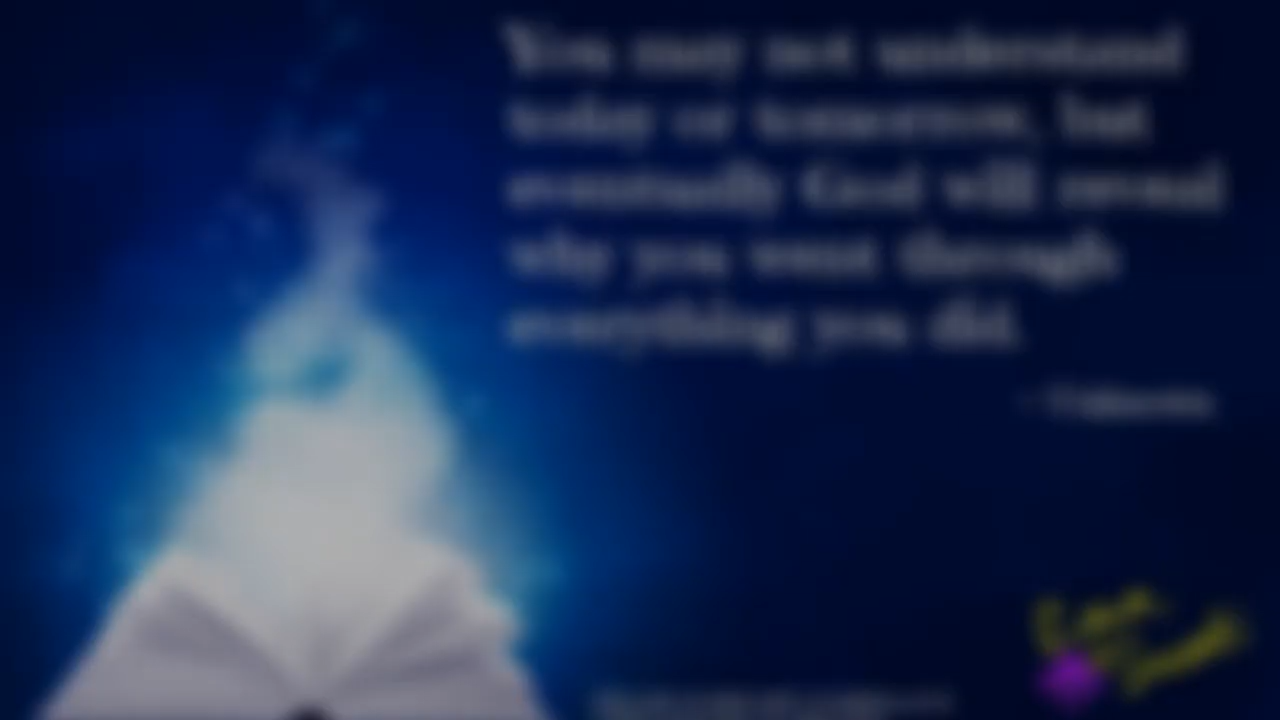 You may not understand
today or tomorrow, but
eventually God will reveal
why you went through
everything you did.
- Unknown